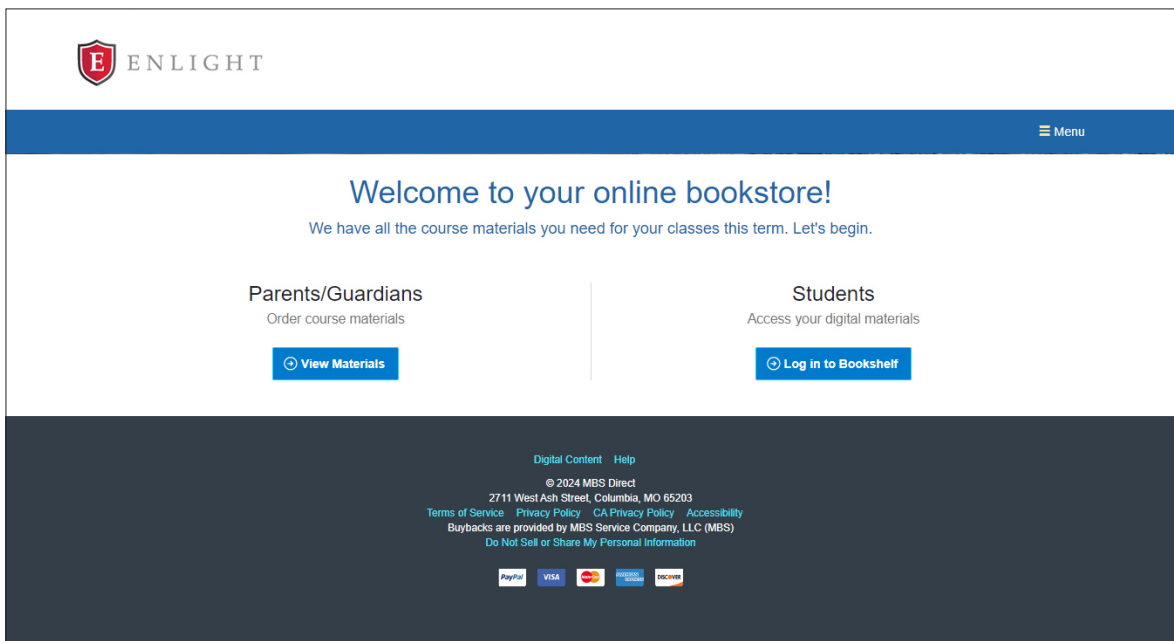 E ENLIGHT
Menu
Welcome to your online bookstore!
We have all the course materials you need for your classes this term. Let's begin.
Parents/Guardians
Order course materials
View Materials
Students
Access your digital materials
Log in to Bookshelf
Digital Content Help
© 2024 MBS Direct
2711 West Ash Street, Columbia, MO 65203
Terms of Service Privacy Policy CA Privacy Policy Accessibility
Buybacks are provided by MBS Service Company, LLC (MBS)
Do Not Sell or Share My Personal Information
PayPal VISA MasterCard AMERICAN EXPRESS DISCOVER